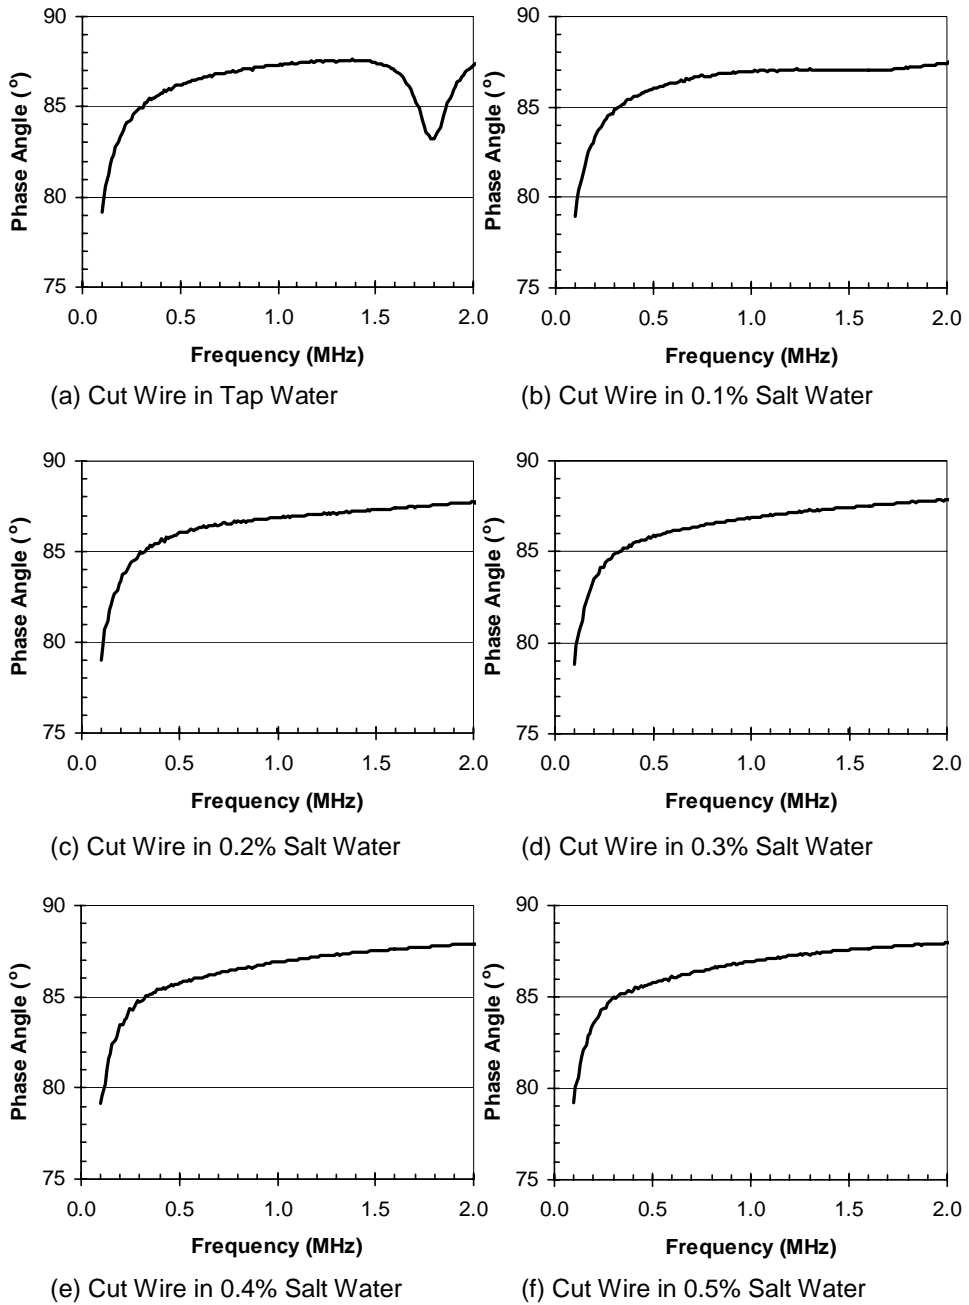 90
85
80
75
Phase Angle (°)
0.0 0.5 1.0 1.5 2.0
Frequency (MHz)
(a) Cut Wire in Tap Water
90
85
80
75
Phase Angle (°)
0.0 0.5 1.0 1.5 2.0
Frequency (MHz)
(b) Cut Wire in 0.1% Salt Water
90
85
80
75
Phase Angle (°)
0.0 0.5 1.0 1.5 2.0
Frequency (MHz)
(c) Cut Wire in 0.2% Salt Water
90
85
80
75
Phase Angle (°)
0.0 0.5 1.0 1.5 2.0
Frequency (MHz)
(d) Cut Wire in 0.3% Salt Water
90
85
80
75
Phase Angle (°)
0.0 0.5 1.0 1.5 2.0
Frequency (MHz)
(e) Cut Wire in 0.4% Salt Water
90
85
80
75
Phase Angle (°)
0.0 0.5 1.0 1.5 2.0
Frequency (MHz)
(f) Cut Wire in 0.5% Salt Water